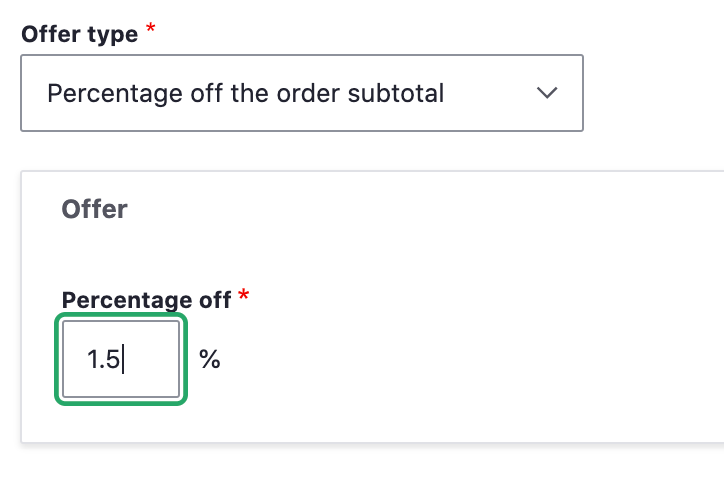 Offer type *
Percentage off the order subtotal
Offer
Percentage off *
1.5 %